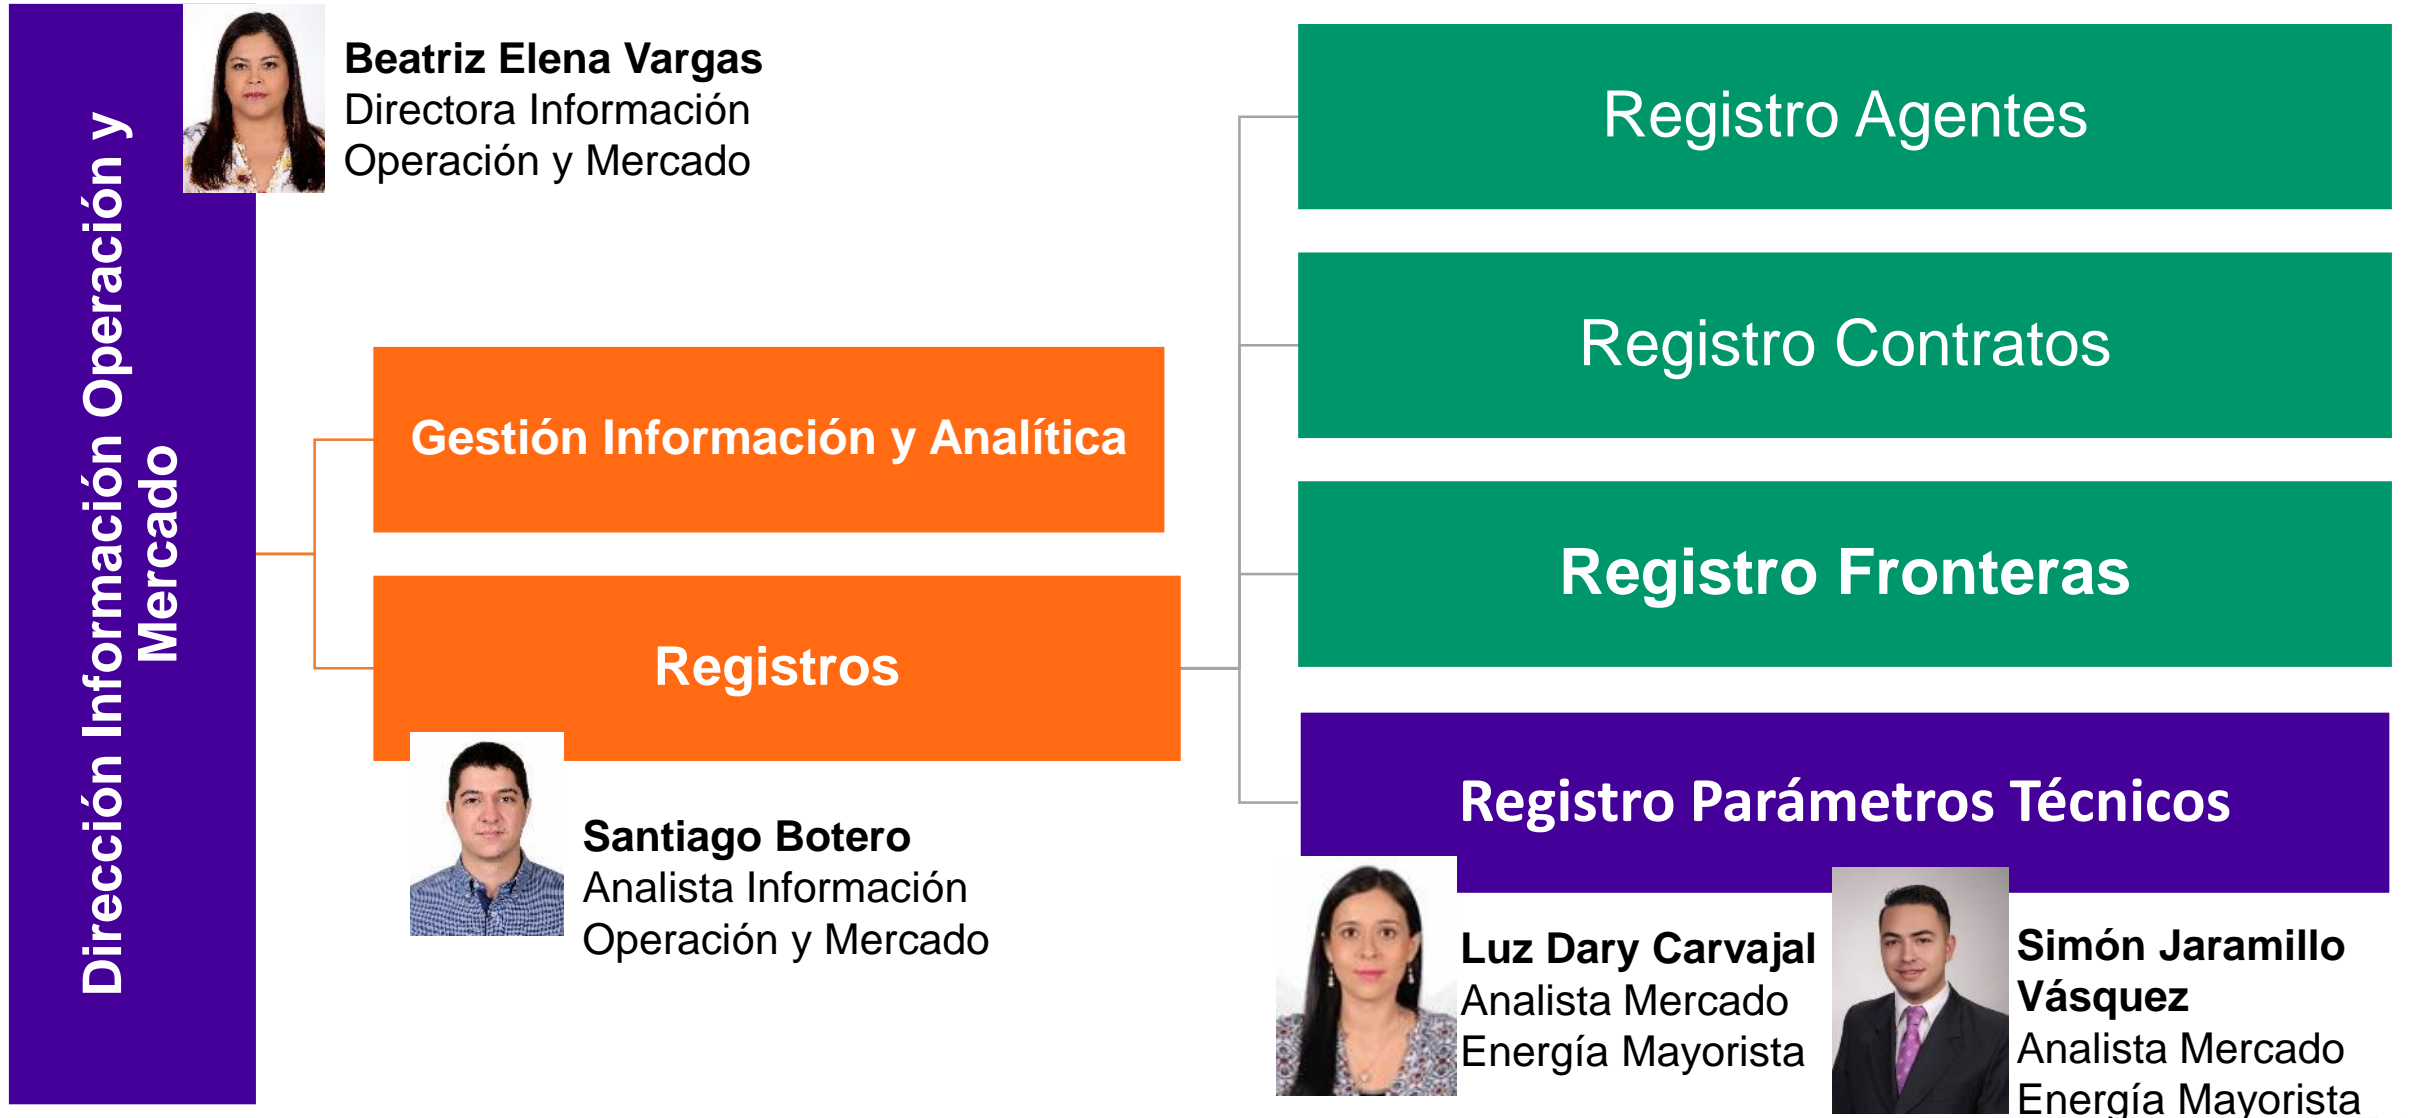 Dirección Información Operación y
Mercado
Beatriz Elena Vargas
Directora Información
Operación y Mercado
Gestión Información y Analítica
Registros
Santiago Botero
Analista Información
Operación y Mercado
Registro Agentes
Registro Contratos
Registro Fronteras
Registro Parámetros Técnicos
Luz Dary Carvajal
Analista Mercado
Energía Mayorista
Simón Jaramillo
Vásquez
Analista Mercado
Energía Mayorista